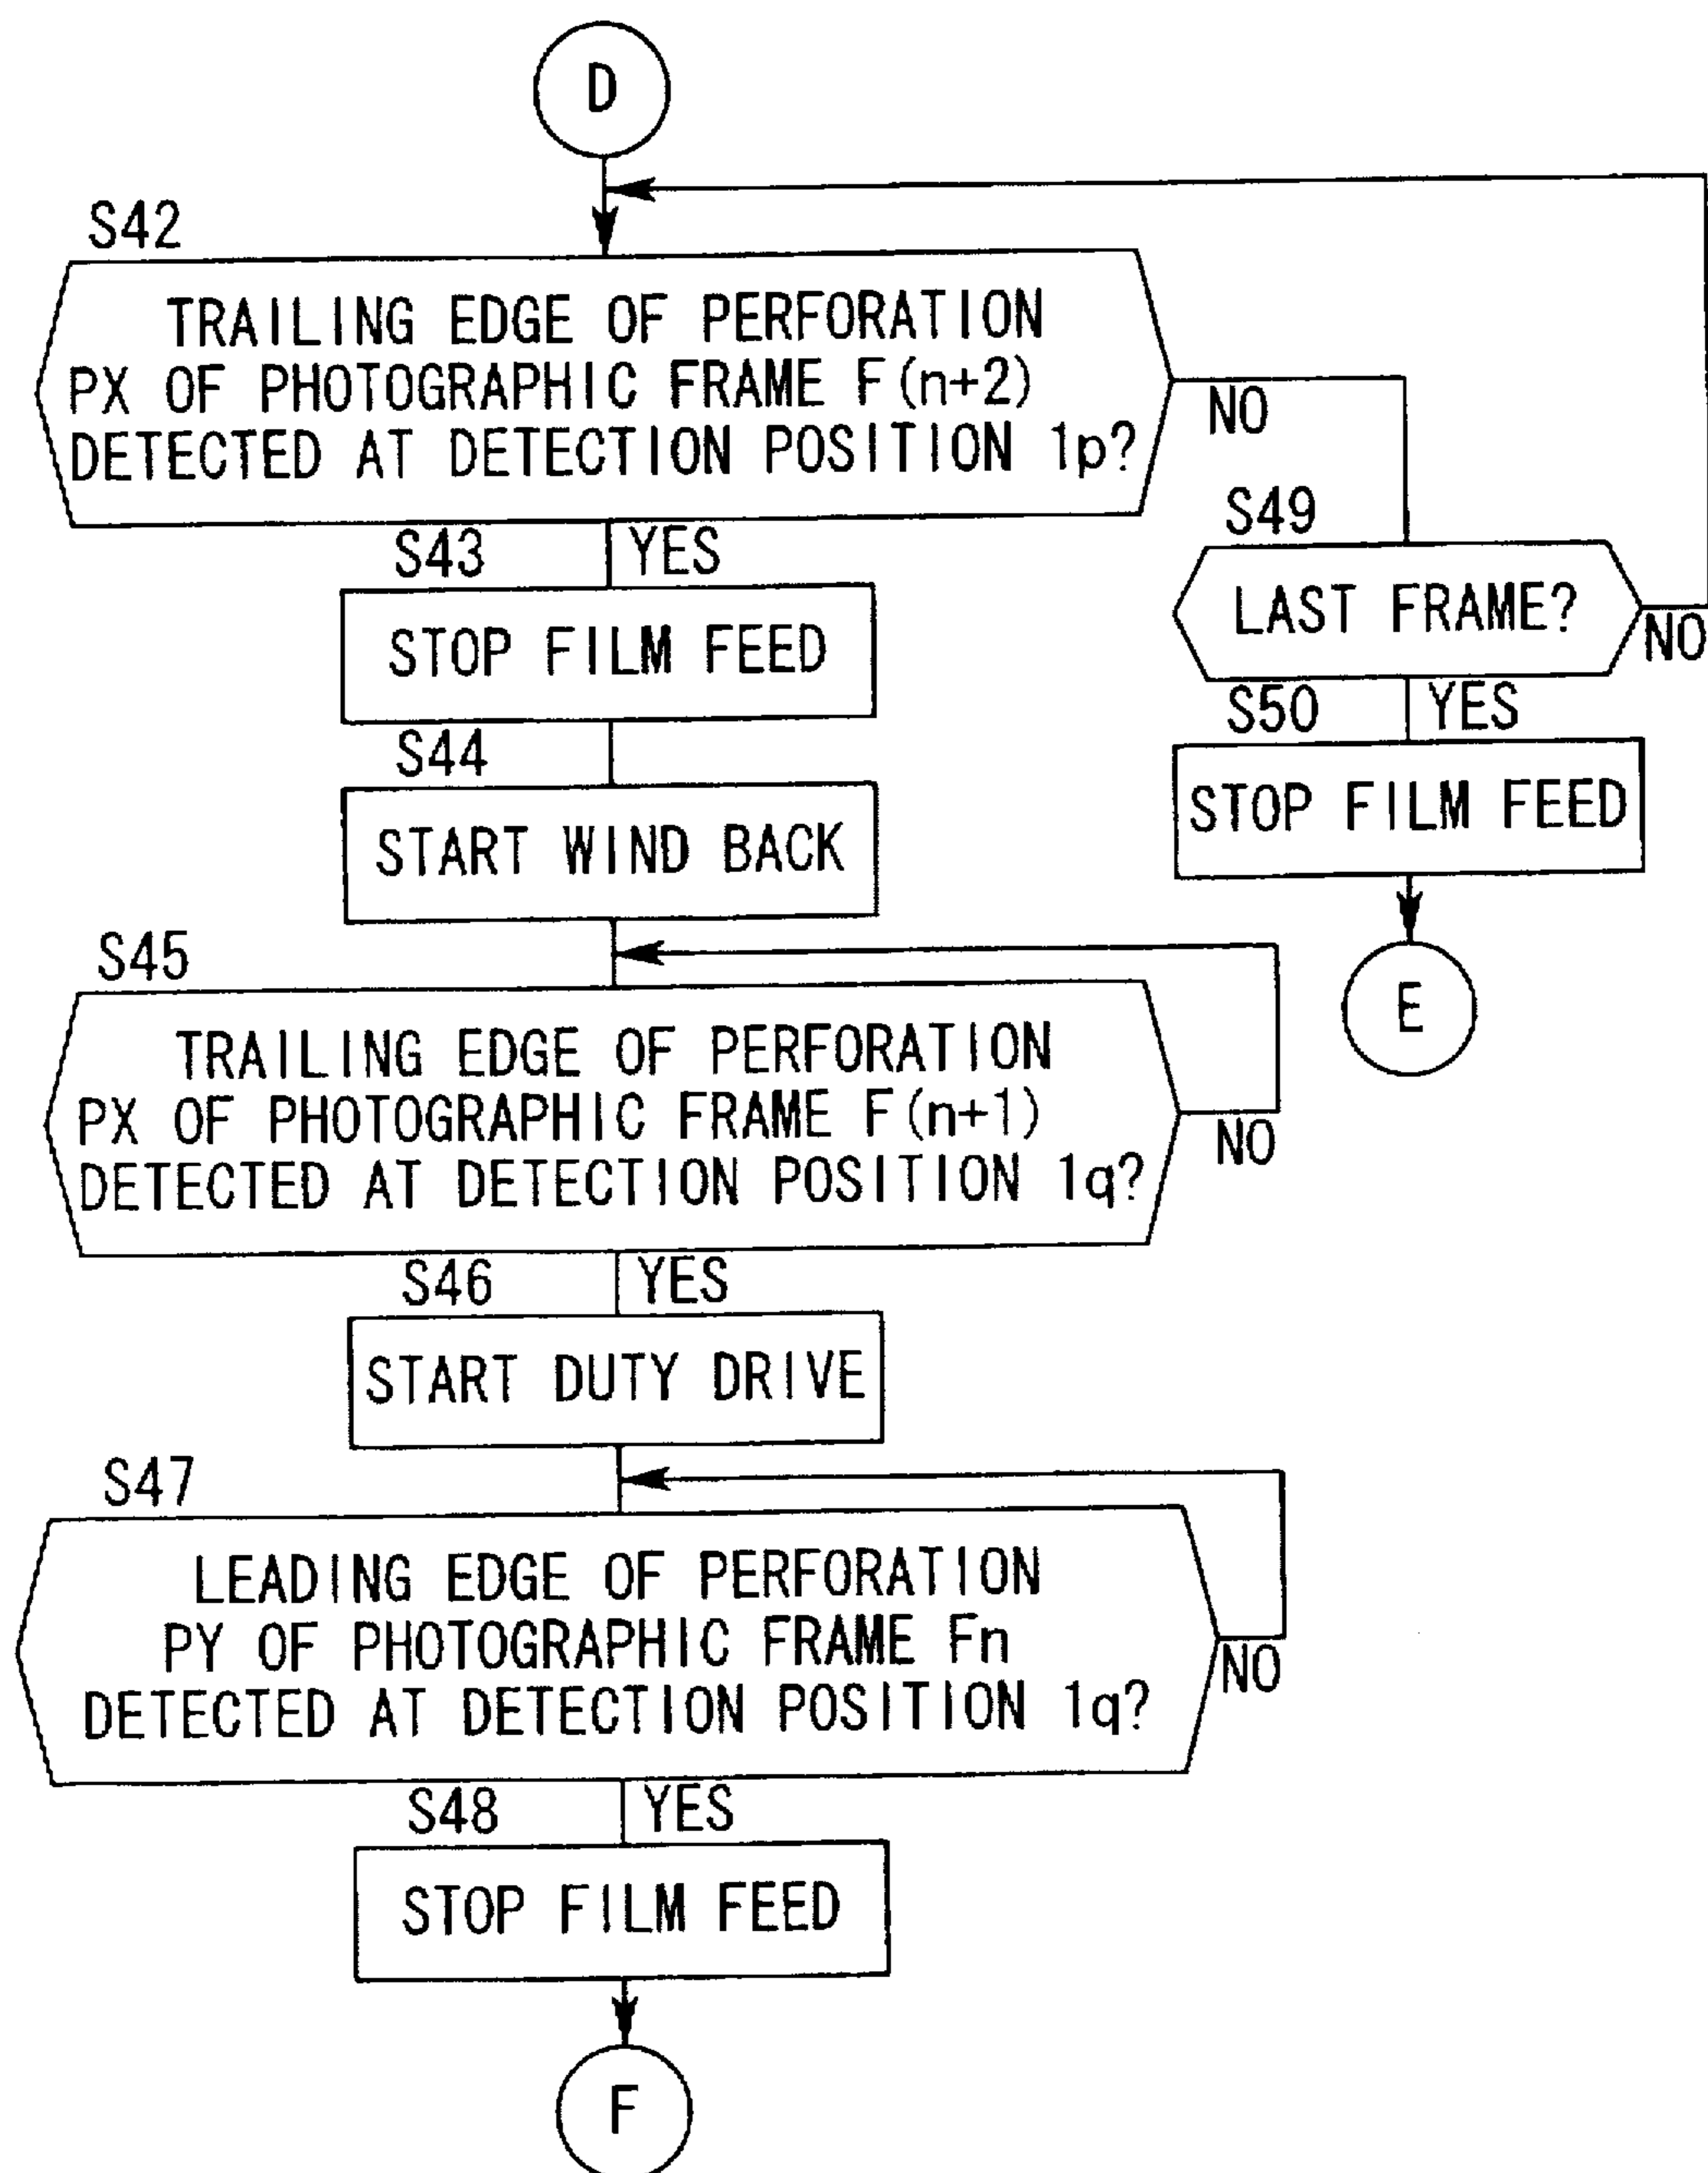 D
S42
TRAILING EDGE OF PERFORATION
PX OF PHOTOGRAPHIC FRAME F(n+2)
DETECTED AT DETECTION POSITION 1p?
NO
S43
YES
STOP FILM FEED
S49
LAST FRAME?
NO
S50
YES
STOP FILM FEED
E
S44
START WIND BACK
S45
TRAILING EDGE OF PERFORATION
PX OF PHOTOGRAPHIC FRAME F(n+1)
DETECTED AT DETECTION POSITION 1q?
NO
S46
YES
START DUTY DRIVE
S47
LEADING EDGE OF PERFORATION
PY OF PHOTOGRAPHIC FRAME Fn
DETECTED AT DETECTION POSITION 1q?
NO
S48
YES
STOP FILM FEED
F